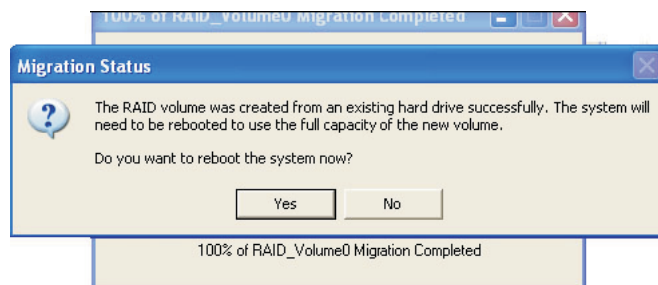 100% of RAID_Volume0 Migration Completed
Migration Status
The RAID volume was created from an existing hard drive successfully. The system will
need to be rebooted to use the full capacity of the new volume.
Do you want to reboot the system now?
Yes No
100% of RAID_Volume0 Migration Completed